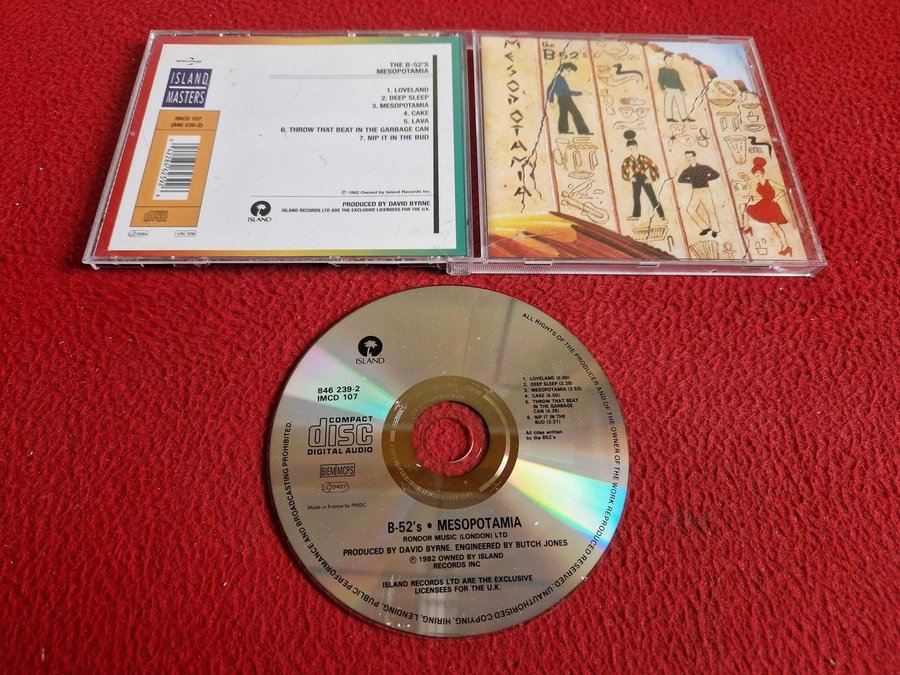 SPECTRUM
ISLAND
MASTERS
IMCD 107
(846 239-2)
THE B-52'S
MESOPOTAMIA
1. LOVELAND
2. DEEP SLEEP
3. MESOPOTAMIA
4. CAKE
5. LAVA
6. THROW THAT BEAT IN THE GARBAGE CAN
7. NIP IT IN THE BUD
℗ 1982 Owned by Island Records Inc
PRODUCED BY DAVID BYRNE
ISLAND RECORDS LTD ARE THE EXCLUSIVE LICENSEES FOR THE U.K.
ISLAND
the
B-52's
MESOPOTAMIA
ISLAND
846 239-2
IMCD 107
COMPACT
disc
DIGITAL AUDIO
BIEM/MCPS
LC 0407
Made in France by PMDC
1. LOVELAND (5.00)
2. DEEP SLEEP (3.29)
3. MESOPOTAMIA (3.53)
4. CAKE (5.50)
5. THROW THAT BEAT
IN THE GARBAGE
CAN (4.35)
6. NIP IT IN THE
BUD (3.31)
All titles written
by the B52's
B-52's • MESOPOTAMIA
RONDOR MUSIC (LONDON) LTD
PRODUCED BY DAVID BYRNE, ENGINEERED BY BUTCH JONES
℗ 1982 OWNED BY ISLAND
RECORDS INC
ISLAND RECORDS LTD ARE THE EXCLUSIVE
LICENSEES FOR THE U.K.
ALL RIGHTS OF THE PRODUCER AND OF THE OWNER OF THE WORK REPRODUCED RESERVED. UNAUTHORISED COPYING, HIRING, LENDING, PUBLIC PERFORMANCE AND BROADCASTING PROHIBITED.